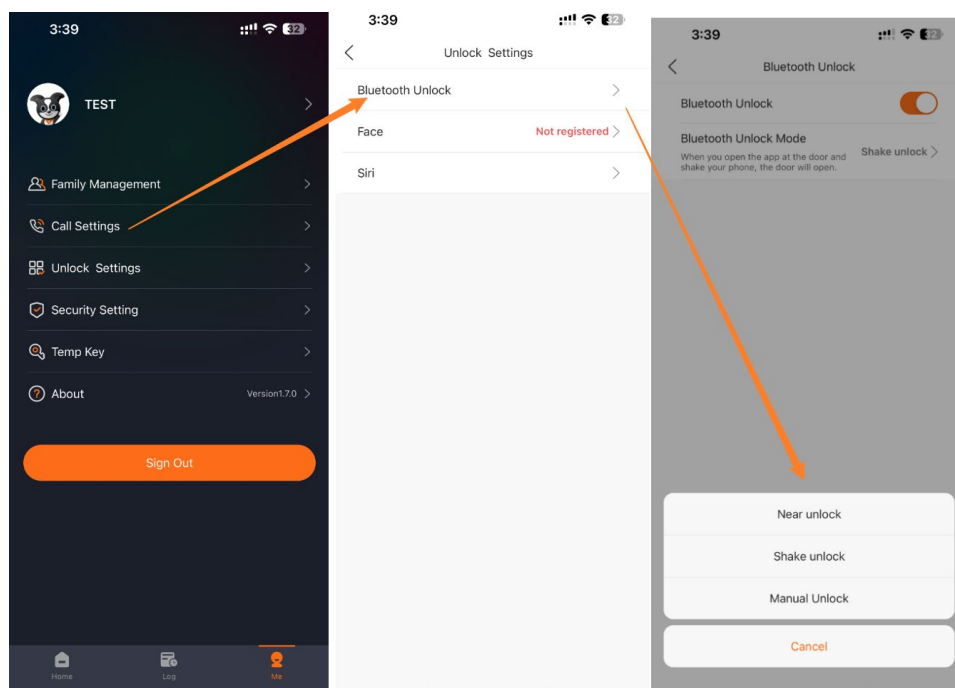 3:39
32
TEST
Family Management
Call Settings
Unlock Settings
Security Setting
Temp Key
About
Version1.7.0
Sign Out
Home
Log
Me
3:39
32
Unlock Settings
Bluetooth Unlock
Face
Not registered
Siri
3:39
32
Bluetooth Unlock
Bluetooth Unlock
Bluetooth Unlock Mode
When you open the app at the door and
shake your phone, the door will open.
Shake unlock
Near unlock
Shake unlock
Manual Unlock
Cancel